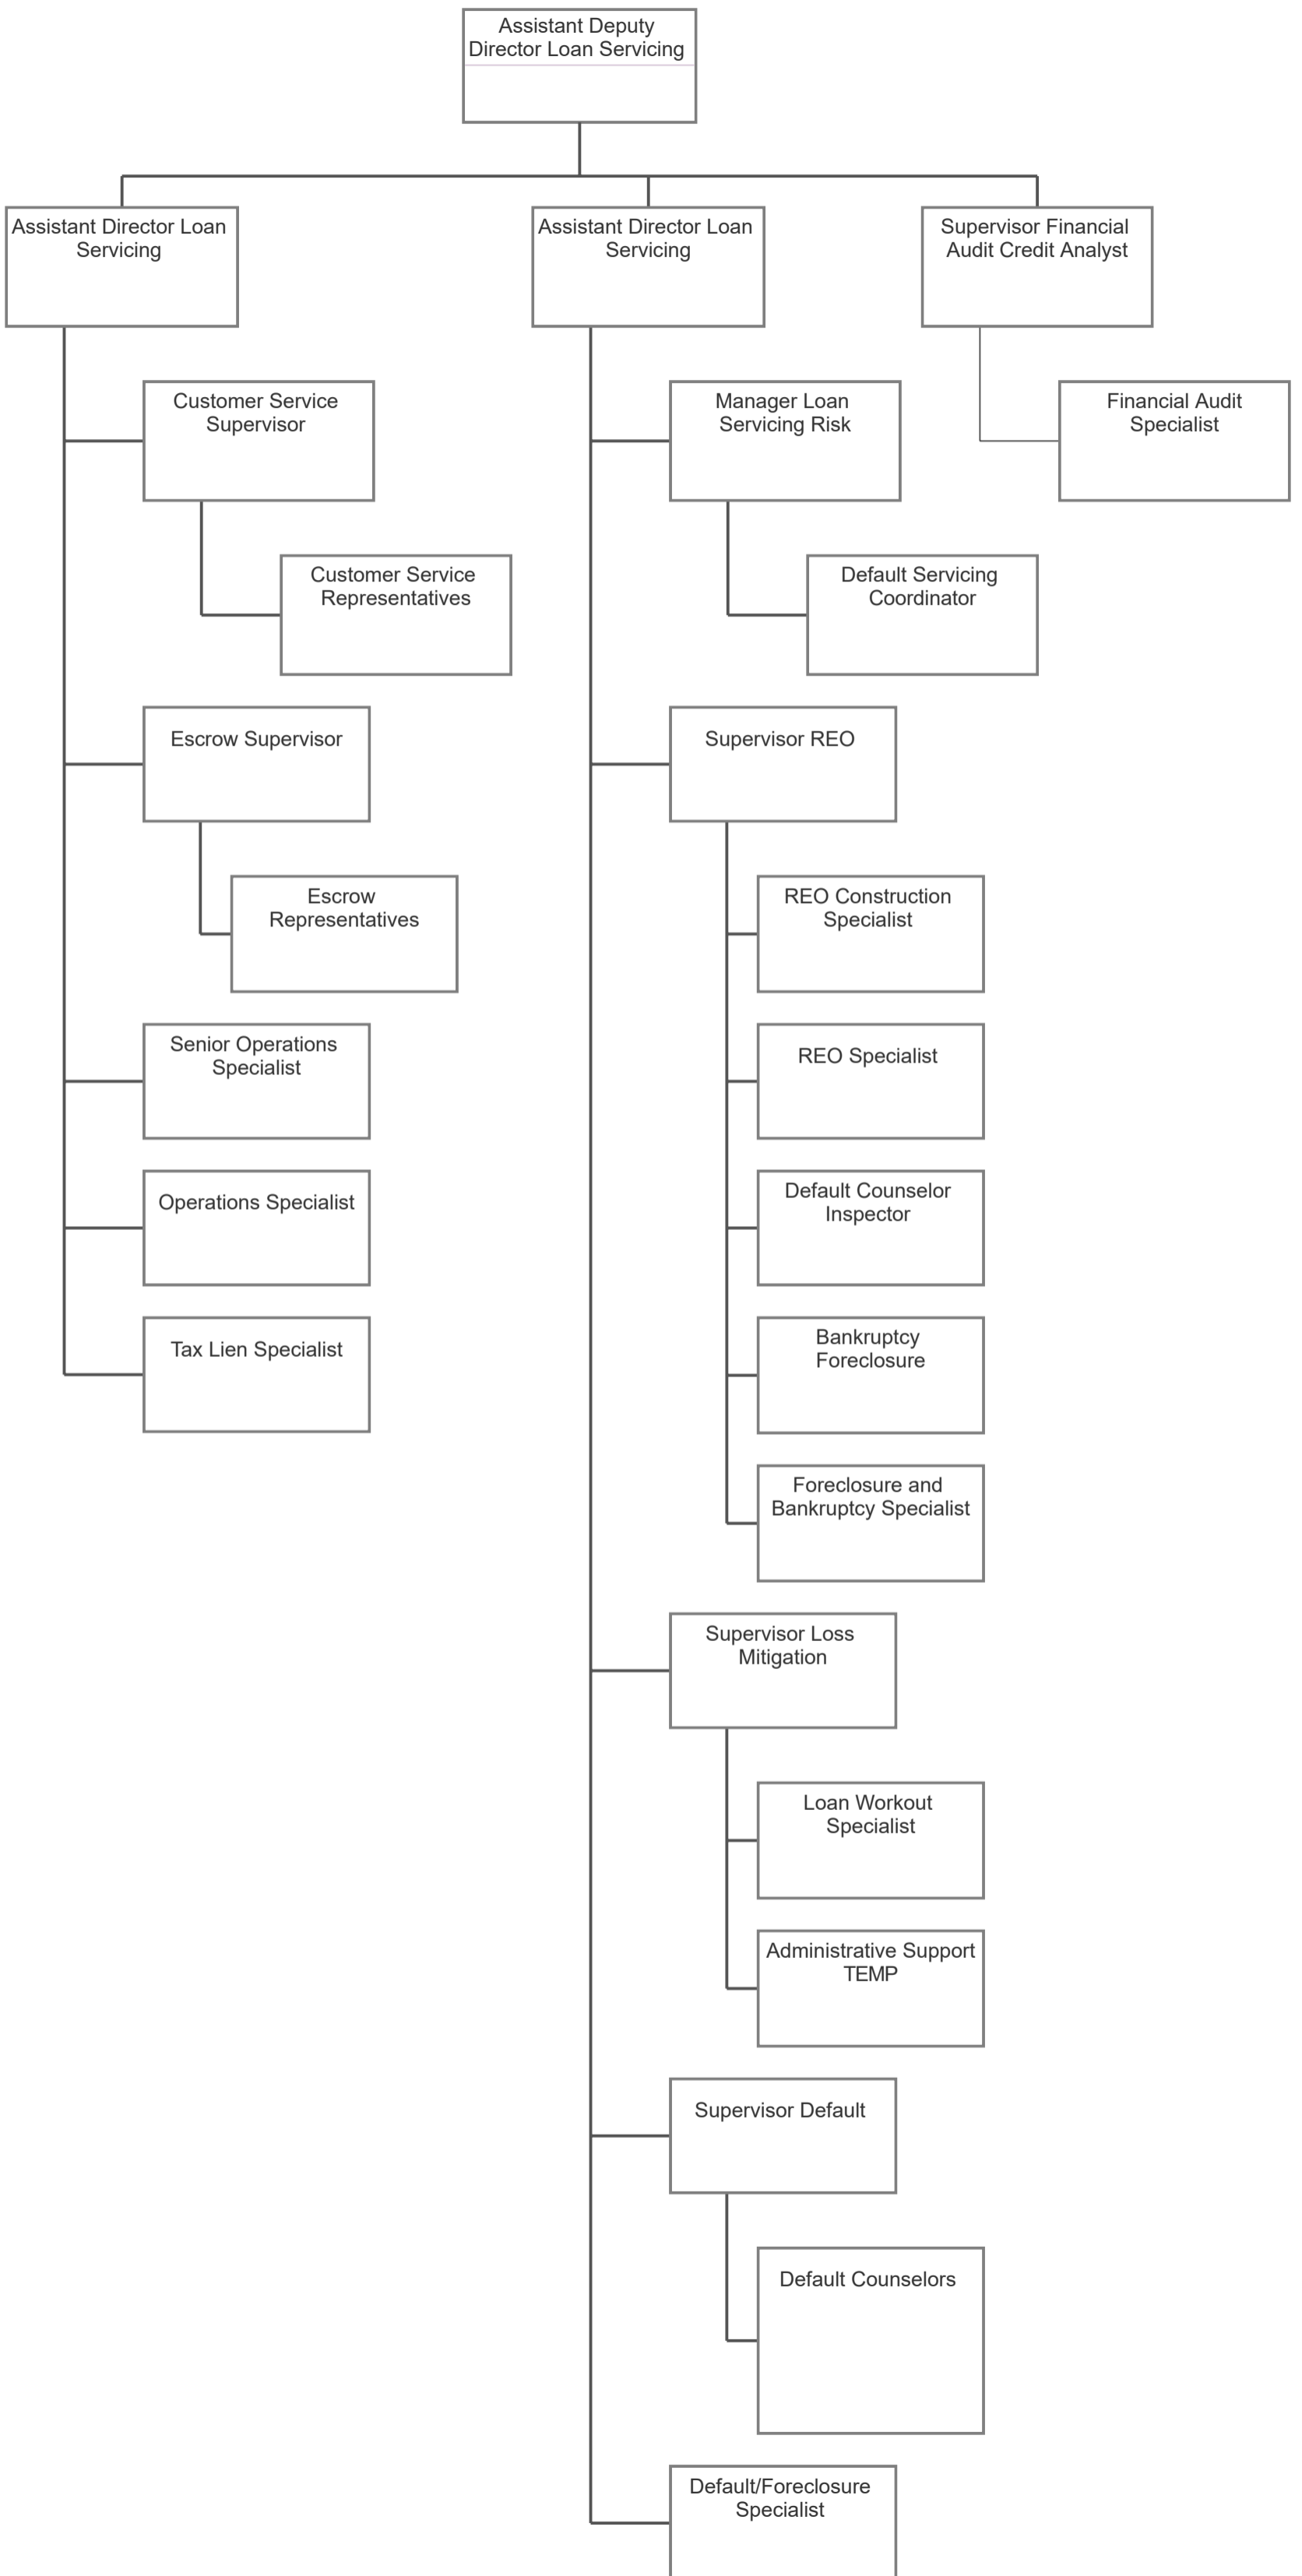 Assistant Deputy
Director Loan Servicing
Assistant Director Loan
Servicing
Assistant Director Loan
Servicing
Supervisor Financial
Audit Credit Analyst
Customer Service
Supervisor
Manager Loan
Servicing Risk
Financial Audit
Specialist
Customer Service
Representatives
Default Servicing
Coordinator
Escrow Supervisor
Supervisor REO
Escrow
Representatives
REO Construction
Specialist
Senior Operations
Specialist
REO Specialist
Operations Specialist
Default Counselor
Inspector
Tax Lien Specialist
Bankruptcy
Foreclosure
Foreclosure and
Bankruptcy Specialist
Supervisor Loss
Mitigation
Loan Workout
Specialist
Administrative Support
TEMP
Supervisor Default
Default Counselors
Default/Foreclosure
Specialist